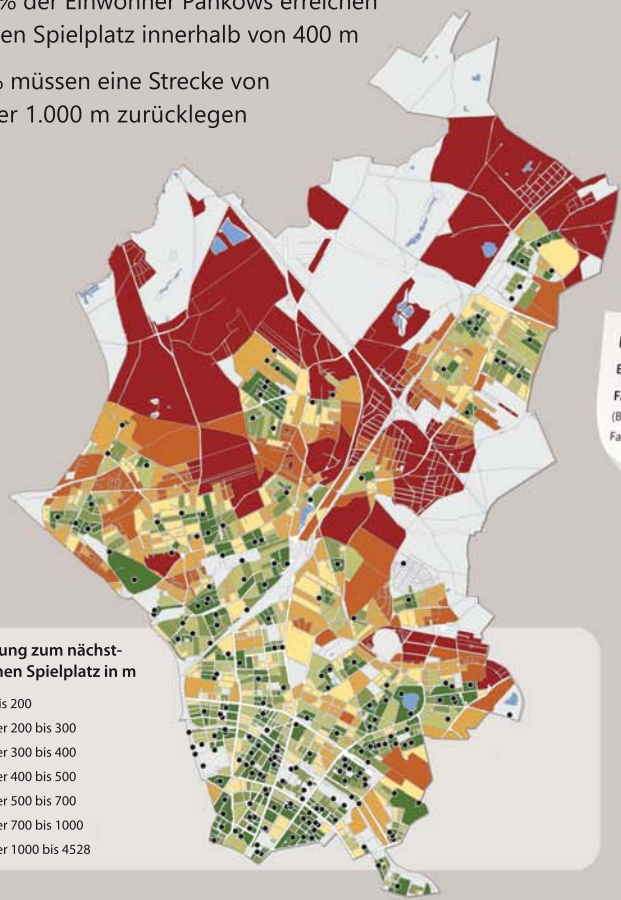 % der Einwohner Pankows erreichen
en Spielplatz innerhalb von 400 m
% müssen eine Strecke von
er 1.000 m zurücklegen
ung zum nächst-
nen Spielplatz in m
is 200
er 200 bis 300
er 300 bis 400
er 400 bis 500
er 500 bis 700
er 700 bis 1000
er 1000 bis 4528